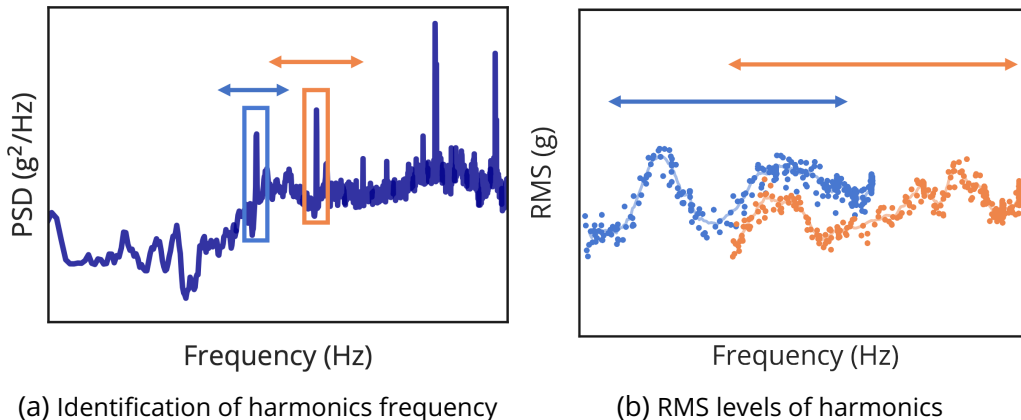 PSD (g²/Hz)
Frequency (Hz)
(a) Identification of harmonics frequency
RMS (g)
Frequency (Hz)
(b) RMS levels of harmonics